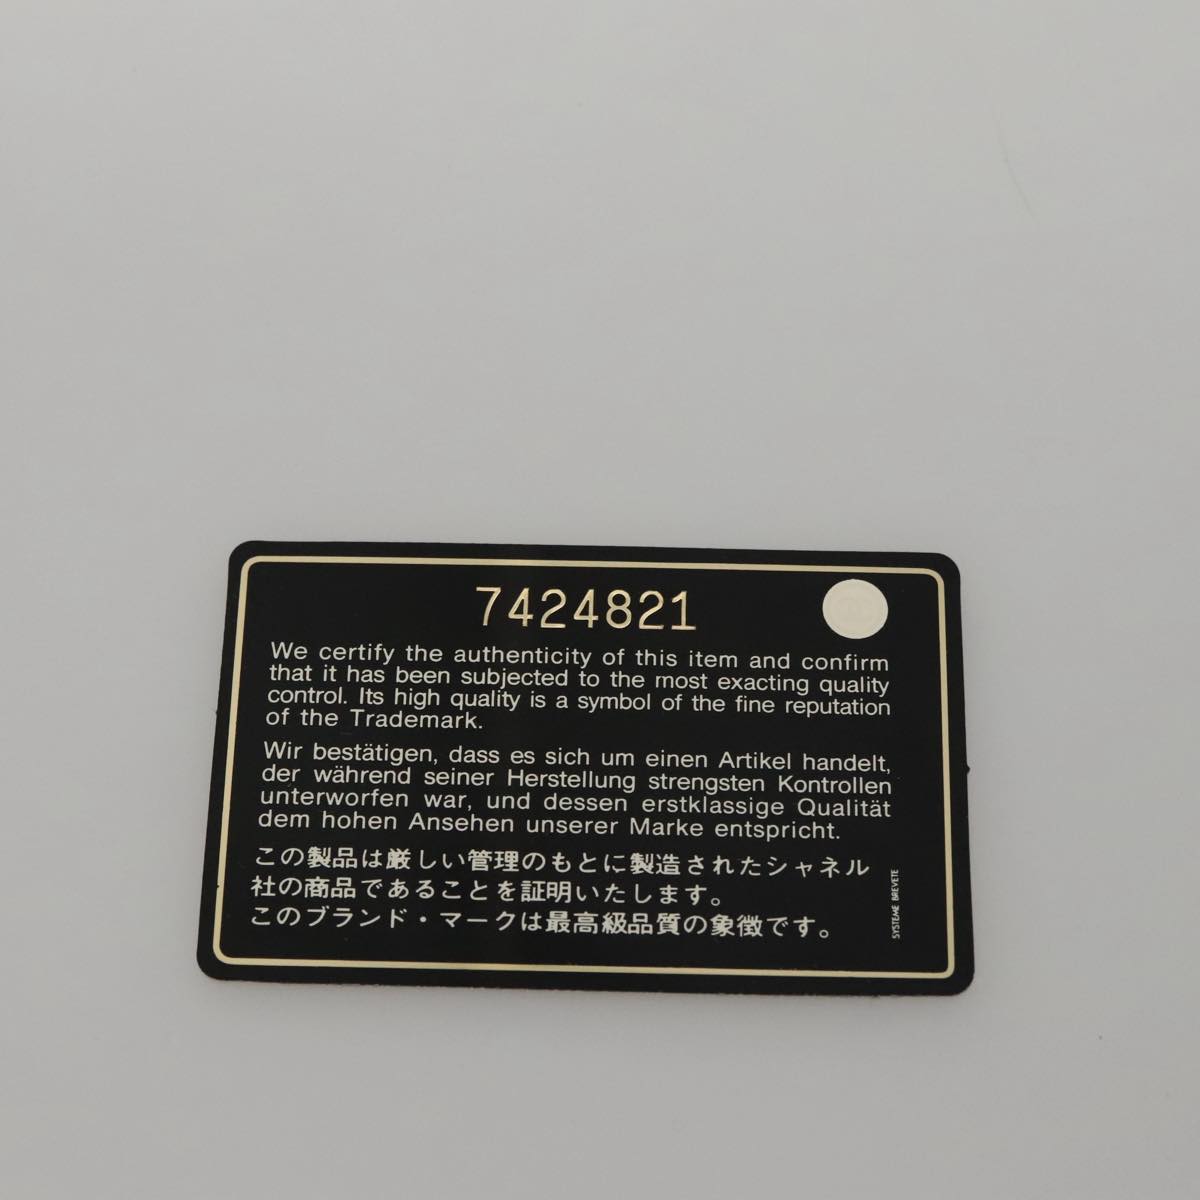 7424821
We certify the authenticity of this item and confirm
that it has been subjected to the most exacting quality
control. Its high quality is a symbol of the fine reputation
of the Trademark.
Wir bestätigen, dass es sich um einen Artikel handelt,
der während seiner Herstellung strengsten Kontrollen
unterworfen war, und dessen erstklassige Qualität
dem hohen Ansehen unserer Marke entspricht.
この製品は厳しい管理のもとに製造されたシャネル
社の商品であることを証明いたします。
このブランド・マークは最高級品質の象徴です。
SYSTEME BREVETE